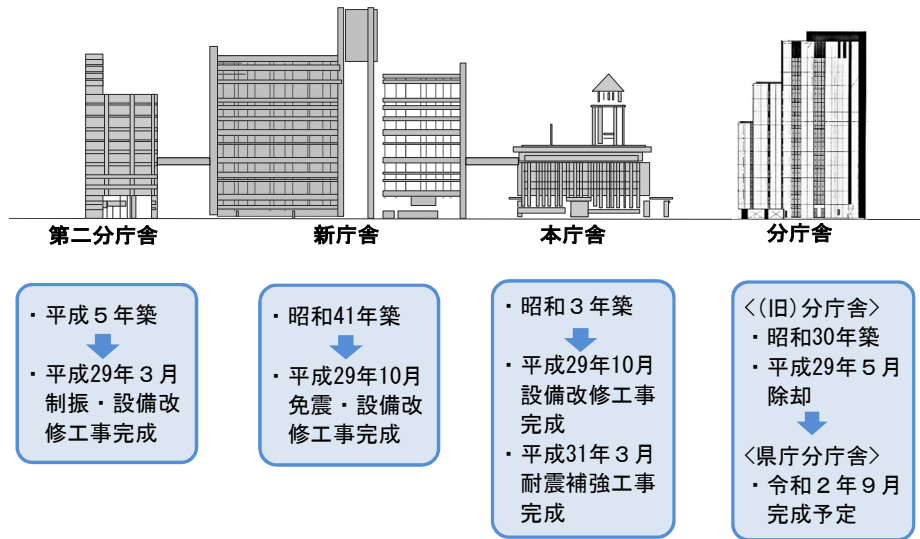 第二分庁舎
新庁舎
本庁舎
分庁舎
・平成５年築
・平成29年３月
制振・設備改
修工事完成
・昭和41年築
・平成29年10月
免震・設備改
修工事完成
・昭和３年築
・平成29年10月
設備改修工事
完成
・平成31年３月
耐震補強工事
完成
<(旧)分庁舎>
・昭和30年築
・平成29年５月
除却
<県庁分庁舎>
・令和２年９月
完成予定